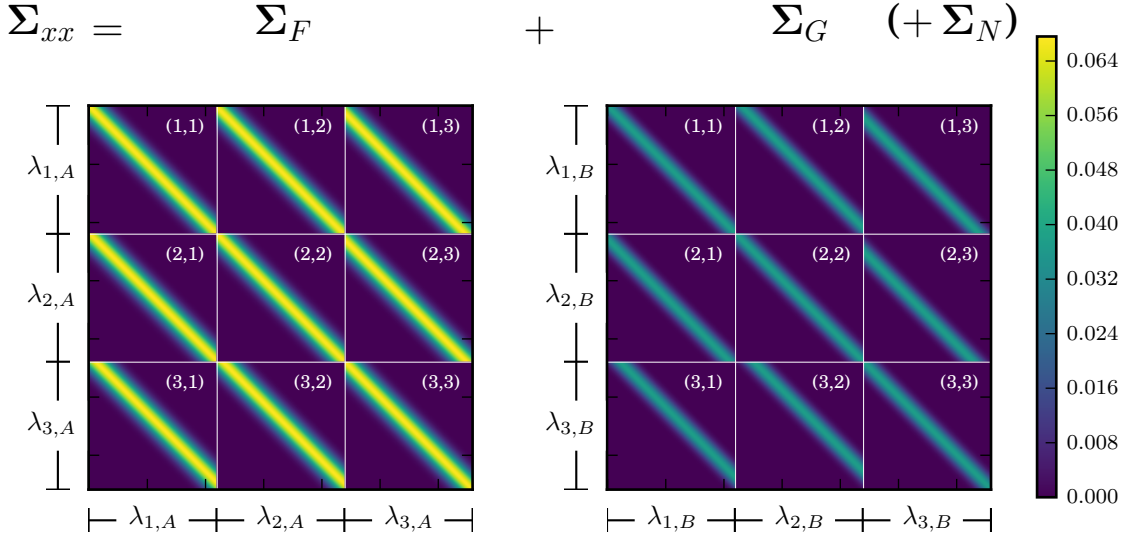 Σxx = ΣF + ΣG (+ ΣN)
λ1,A (1,1) (1,2) (1,3)
λ2,A (2,1) (2,2) (2,3)
λ3,A (3,1) (3,2) (3,3)
λ1,A λ2,A λ3,A
λ1,B (1,1) (1,2) (1,3)
λ2,B (2,1) (2,2) (2,3)
λ3,B (3,1) (3,2) (3,3)
λ1,B λ2,B λ3,B
0.064
0.056
0.048
0.040
0.032
0.024
0.016
0.008
0.000